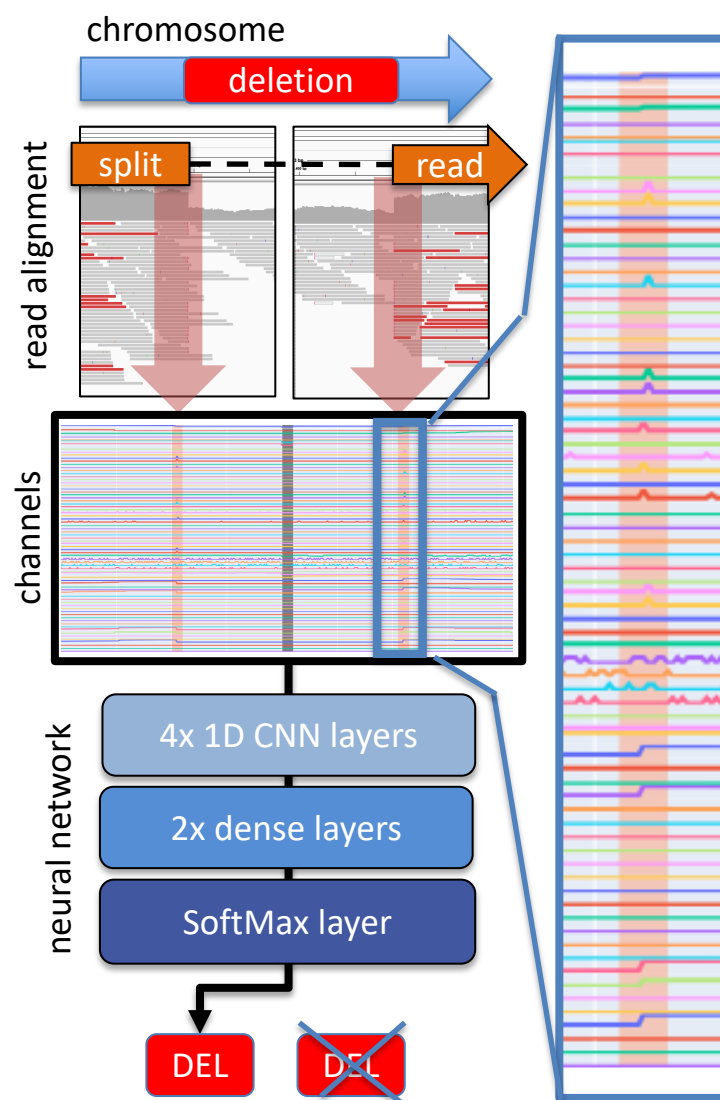 chromosome
deletion
read alignment
split
read
channels
neural network
4x 1D CNN layers
2x dense layers
SoftMax layer
DEL
DEL